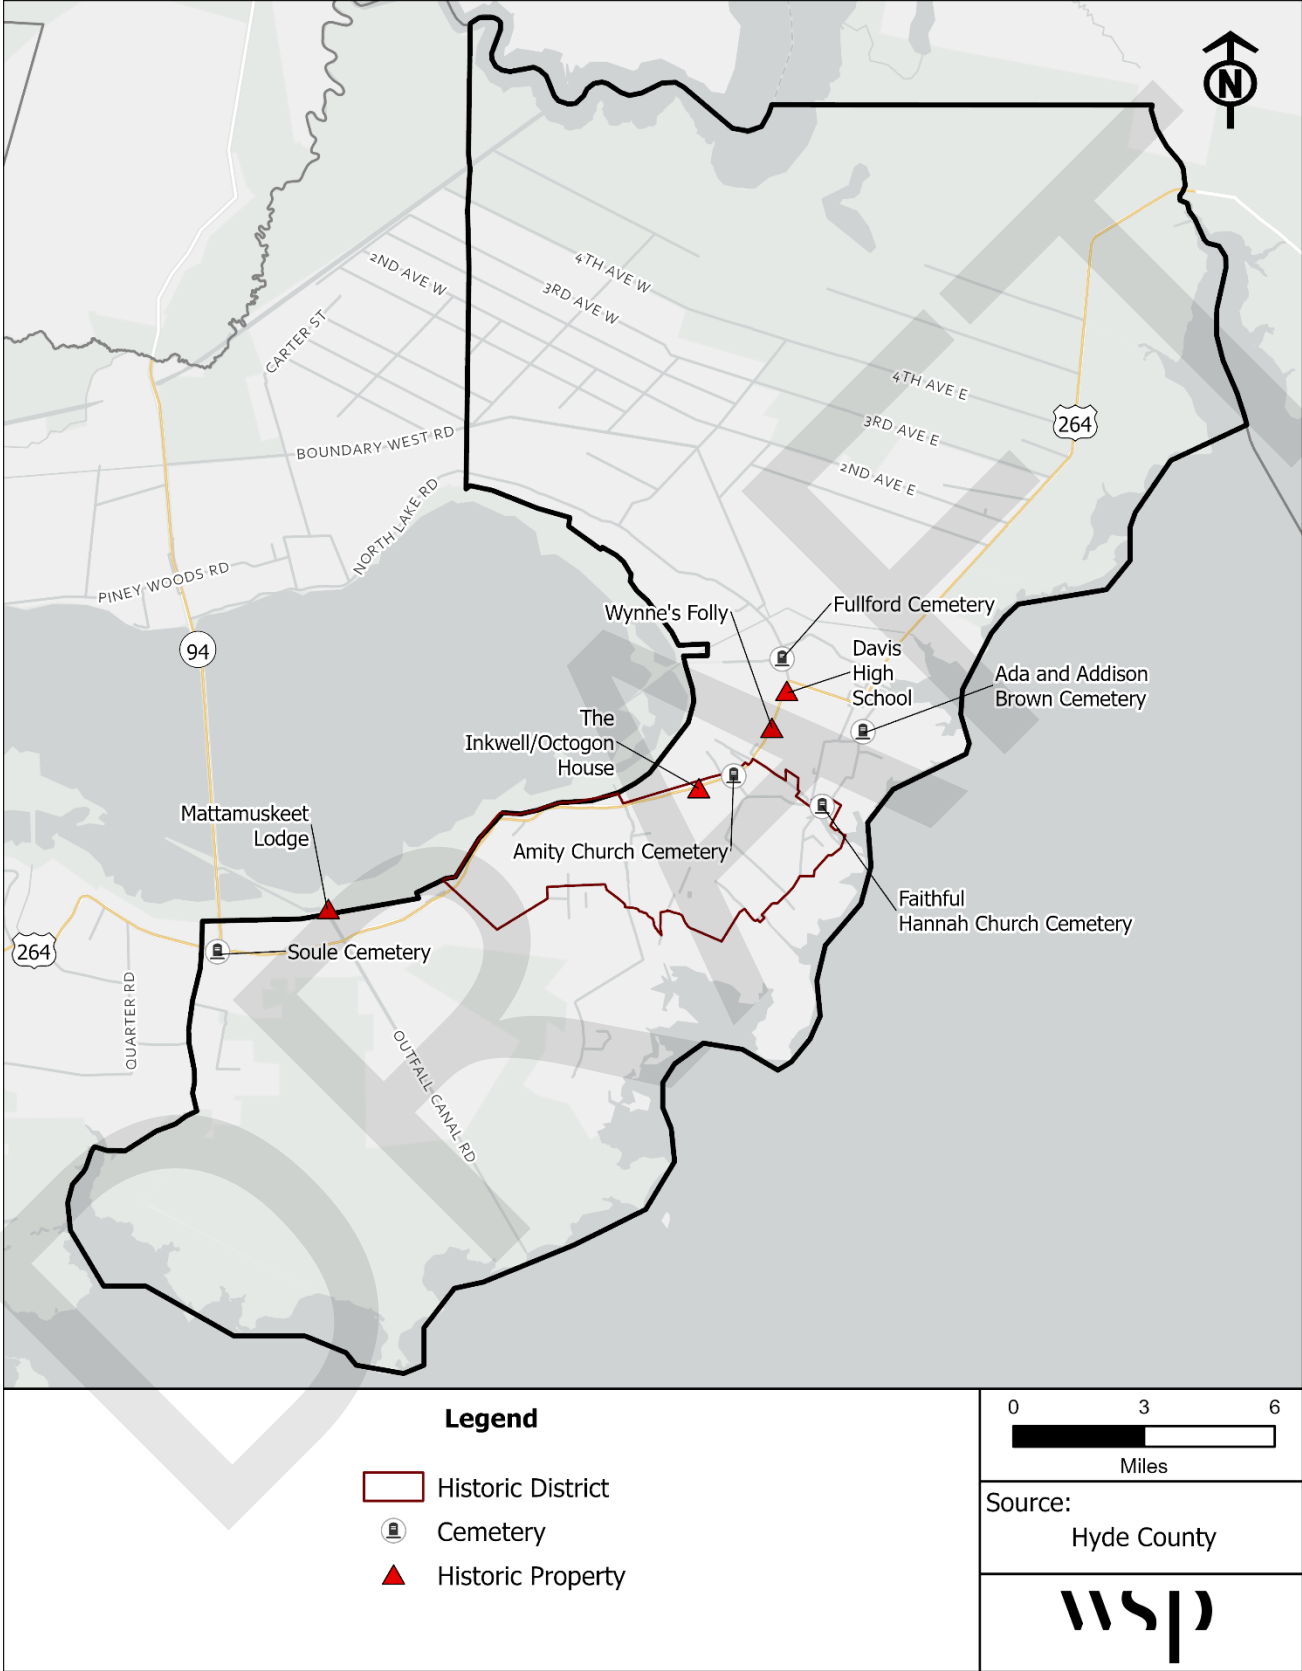 N
2ND AVE W
4TH AVE W
3RD AVE W
CARTER ST
4TH AVE E
264
3RD AVE E
BOUNDARY WEST RD
2ND AVE E
NORTH LAKE RD
PINEY WOODS RD
Wynne's Folly
Fullford Cemetery
94
Davis
High
School
Ada and Addison
Brown Cemetery
The
Inkwell/Octogon
House
Mattamuskeet
Lodge
Amity Church Cemetery
Faithful
Hannah Church Cemetery
264
Soule Cemetery
QUARTER RD
OUTFALL CANAL RD
DRAFT
Legend
Historic District
Cemetery
Historic Property
0 3 6
Miles
Source:
Hyde County
wsp